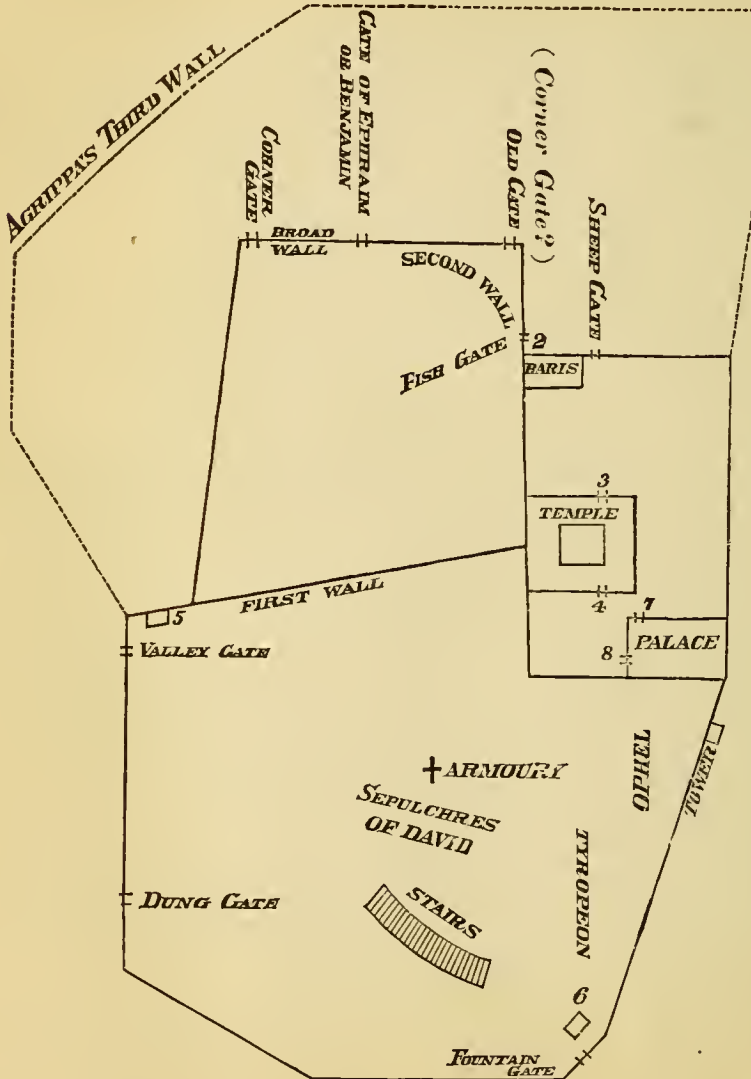 AGRIPPA'S THIRD WALL
CORNER
GATE
GATE OF EPHRAIM
OR BENJAMIN
(Corner Gate?)
OLD GATE
SHEEP GATE
BROAD
WALL
SECOND WALL
FISH GATE
2
BARIS
3
TEMPLE
4
FIRST WALL
5
7
8
PALACE
VALLEY GATE
OPHEL
TOWER
ARMOURY
SEPULCHRES
OF DAVID
TYROPEON
DUNG GATE
STAIRS
6
FOUNTAIN
GATE